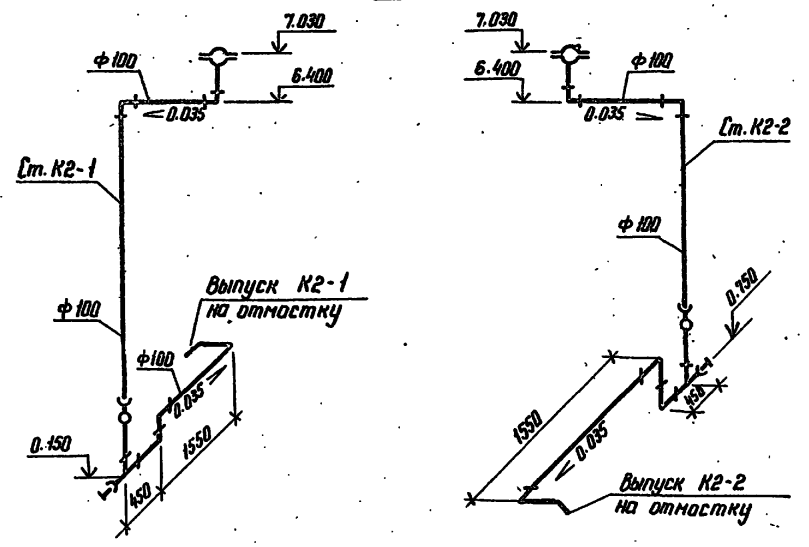 7.030
ф100
6.400
0.035
Ст. К2-1
Выпуск К2-1
на отмостку
ф100
ф100
0.035
1550
0.150
450
7.030
6.400
ф100
0.035
Ст. К2-2
ф100
0.750
450
1550
0.035
Выпуск К2-2
на отмостку